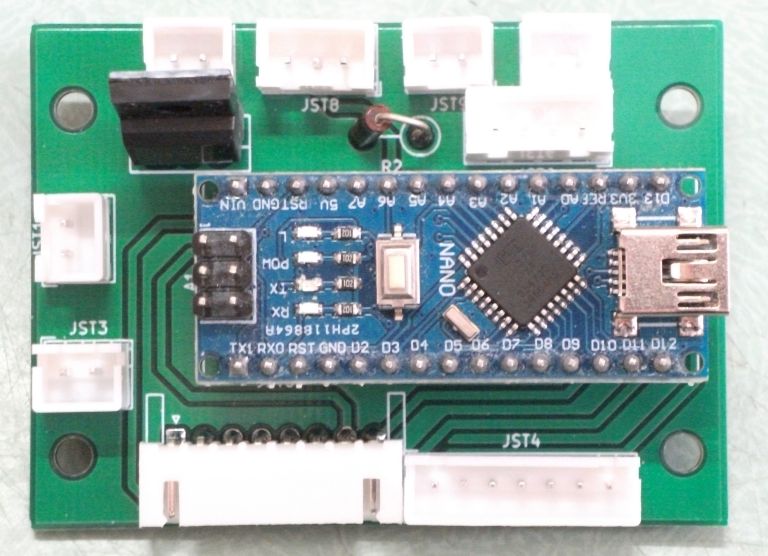 JST8
JST9
R2
VIN GND RST 5V A7 A6 A5 A4 A3 A2 A1 A0 REF 3V3 D13
1
L
POW
TX
RX
NANO
2PM118864A
JST3
TX1 RX0 RST GND D2 D3 D4 D5 D6 D7 D8 D9 D10 D11 D12
JST4